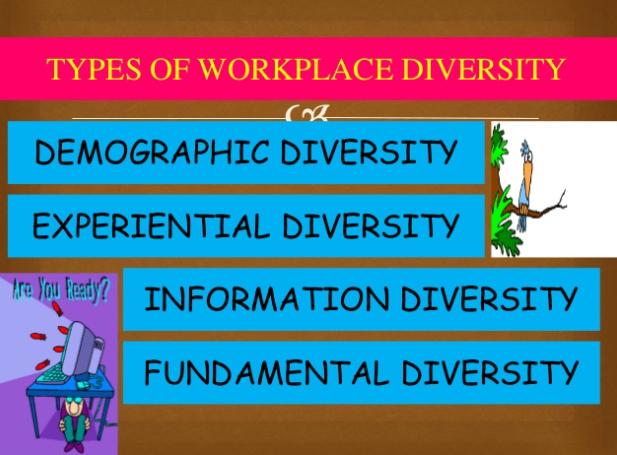 TYPES OF WORKPLACE DIVERSITY
DEMOGRAPHIC DIVERSITY
EXPERIENTIAL DIVERSITY
Are You Ready?
INFORMATION DIVERSITY
FUNDAMENTAL DIVERSITY